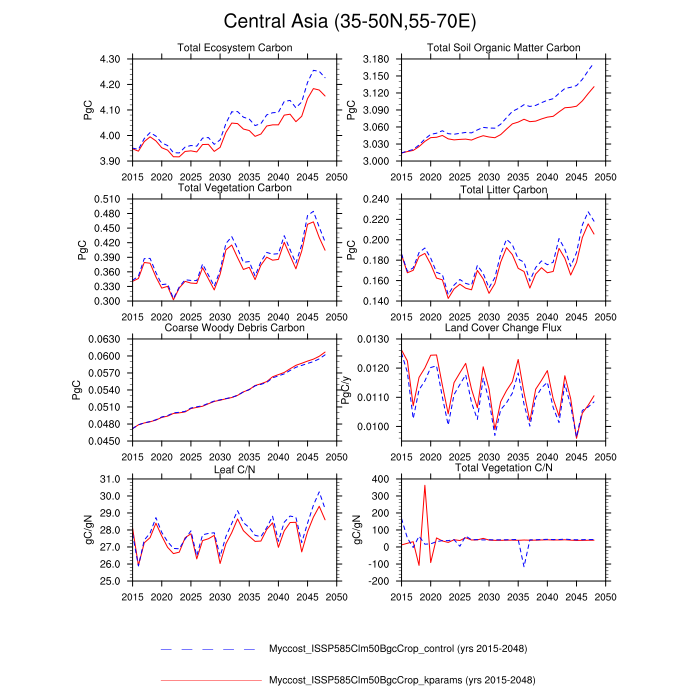 Central Asia (35-50N,55-70E)
Total Ecosystem Carbon
PgC
4.30
4.20
4.10
4.00
3.90
2015 2020 2025 2030 2035 2040 2045 2050
Total Soil Organic Matter Carbon
PgC
3.180
3.150
3.120
3.090
3.060
3.030
3.000
2015 2020 2025 2030 2035 2040 2045 2050
Total Vegetation Carbon
PgC
0.510
0.480
0.450
0.420
0.390
0.360
0.330
0.300
2015 2020 2025 2030 2035 2040 2045 2050
Total Litter Carbon
PgC
0.240
0.220
0.200
0.180
0.160
0.140
2015 2020 2025 2030 2035 2040 2045 2050
Coarse Woody Debris Carbon
PgC
0.0630
0.0600
0.0570
0.0540
0.0510
0.0480
0.0450
2015 2020 2025 2030 2035 2040 2045 2050
Land Cover Change Flux
PgC/y
0.0130
0.0120
0.0110
0.0100
2015 2020 2025 2030 2035 2040 2045 2050
Leaf C/N
gC/gN
31.0
30.0
29.0
28.0
27.0
26.0
25.0
2015 2020 2025 2030 2035 2040 2045 2050
Total Vegetation C/N
gC/gN
400
300
200
100
0
-100
-200
2015 2020 2025 2030 2035 2040 2045 2050
Myccost_ISSP585Clm50BgcCrop_control (yrs 2015-2048)
Myccost_ISSP585Clm50BgcCrop_kparams (yrs 2015-2048)